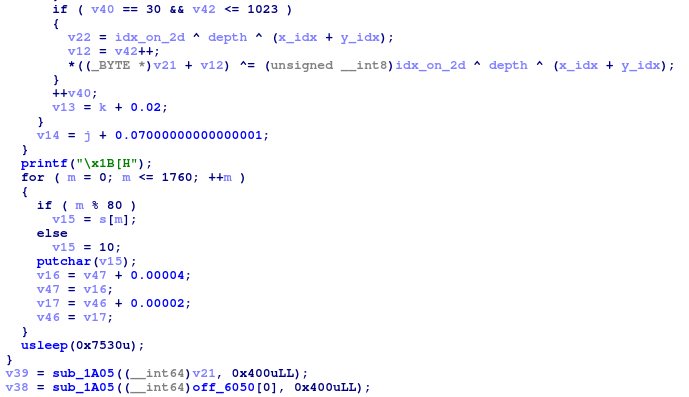 if ( v40 == 30 && v42 <= 1023 )
{
v22 = idx_on_2d ^ depth ^ (x_idx + y_idx);
v12 = v42++;
*((_BYTE *)v21 + v12) ^= (unsigned __int8)idx_on_2d ^ depth ^ (x_idx + y_idx);
}
++v40;
v13 = k + 0.02;
}
v14 = j + 0.07000000000000001;
}
printf("\x1B[H");
for ( m = 0; m <= 1760; ++m )
{
if ( m % 80 )
v15 = s[m];
else
v15 = 10;
putchar(v15);
v16 = v47 + 0.00004;
v47 = v16;
v17 = v46 + 0.00002;
v46 = v17;
}
usleep(0x7530u);
}
v39 = sub_1A05((__int64)v21, 0x400uLL);
v38 = sub_1A05((__int64)off_6050[0], 0x400uLL);